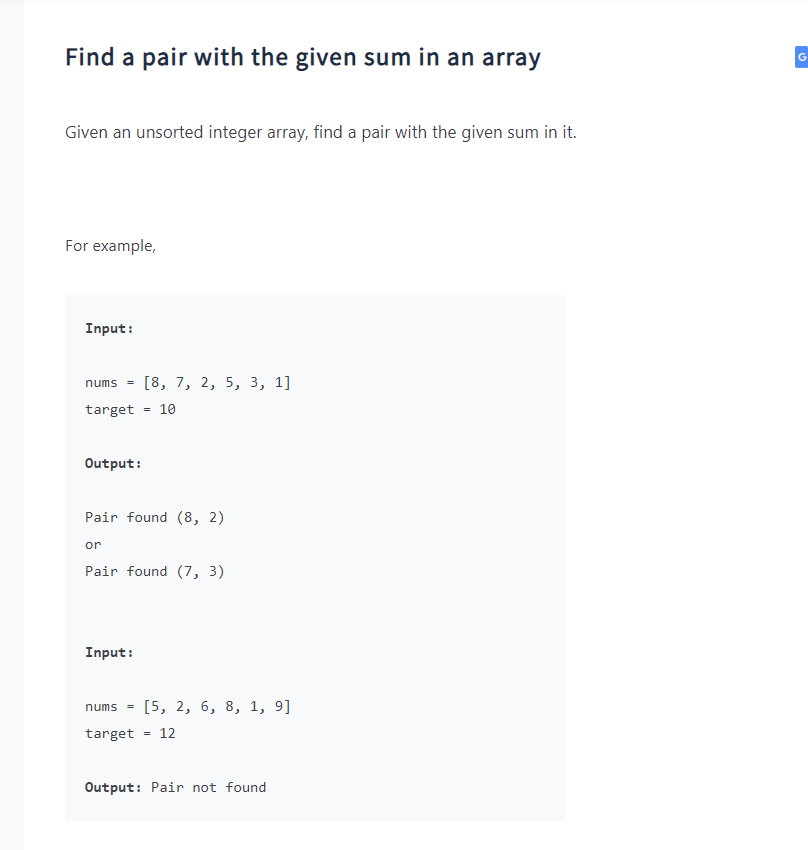 Find a pair with the given sum in an array
G
Given an unsorted integer array, find a pair with the given sum in it.
For example,
Input:
nums = [8, 7, 2, 5, 3, 1]
target = 10
Output:
Pair found (8, 2)
or
Pair found (7, 3)
Input:
nums = [5, 2, 6, 8, 1, 9]
target = 12
Output: Pair not found